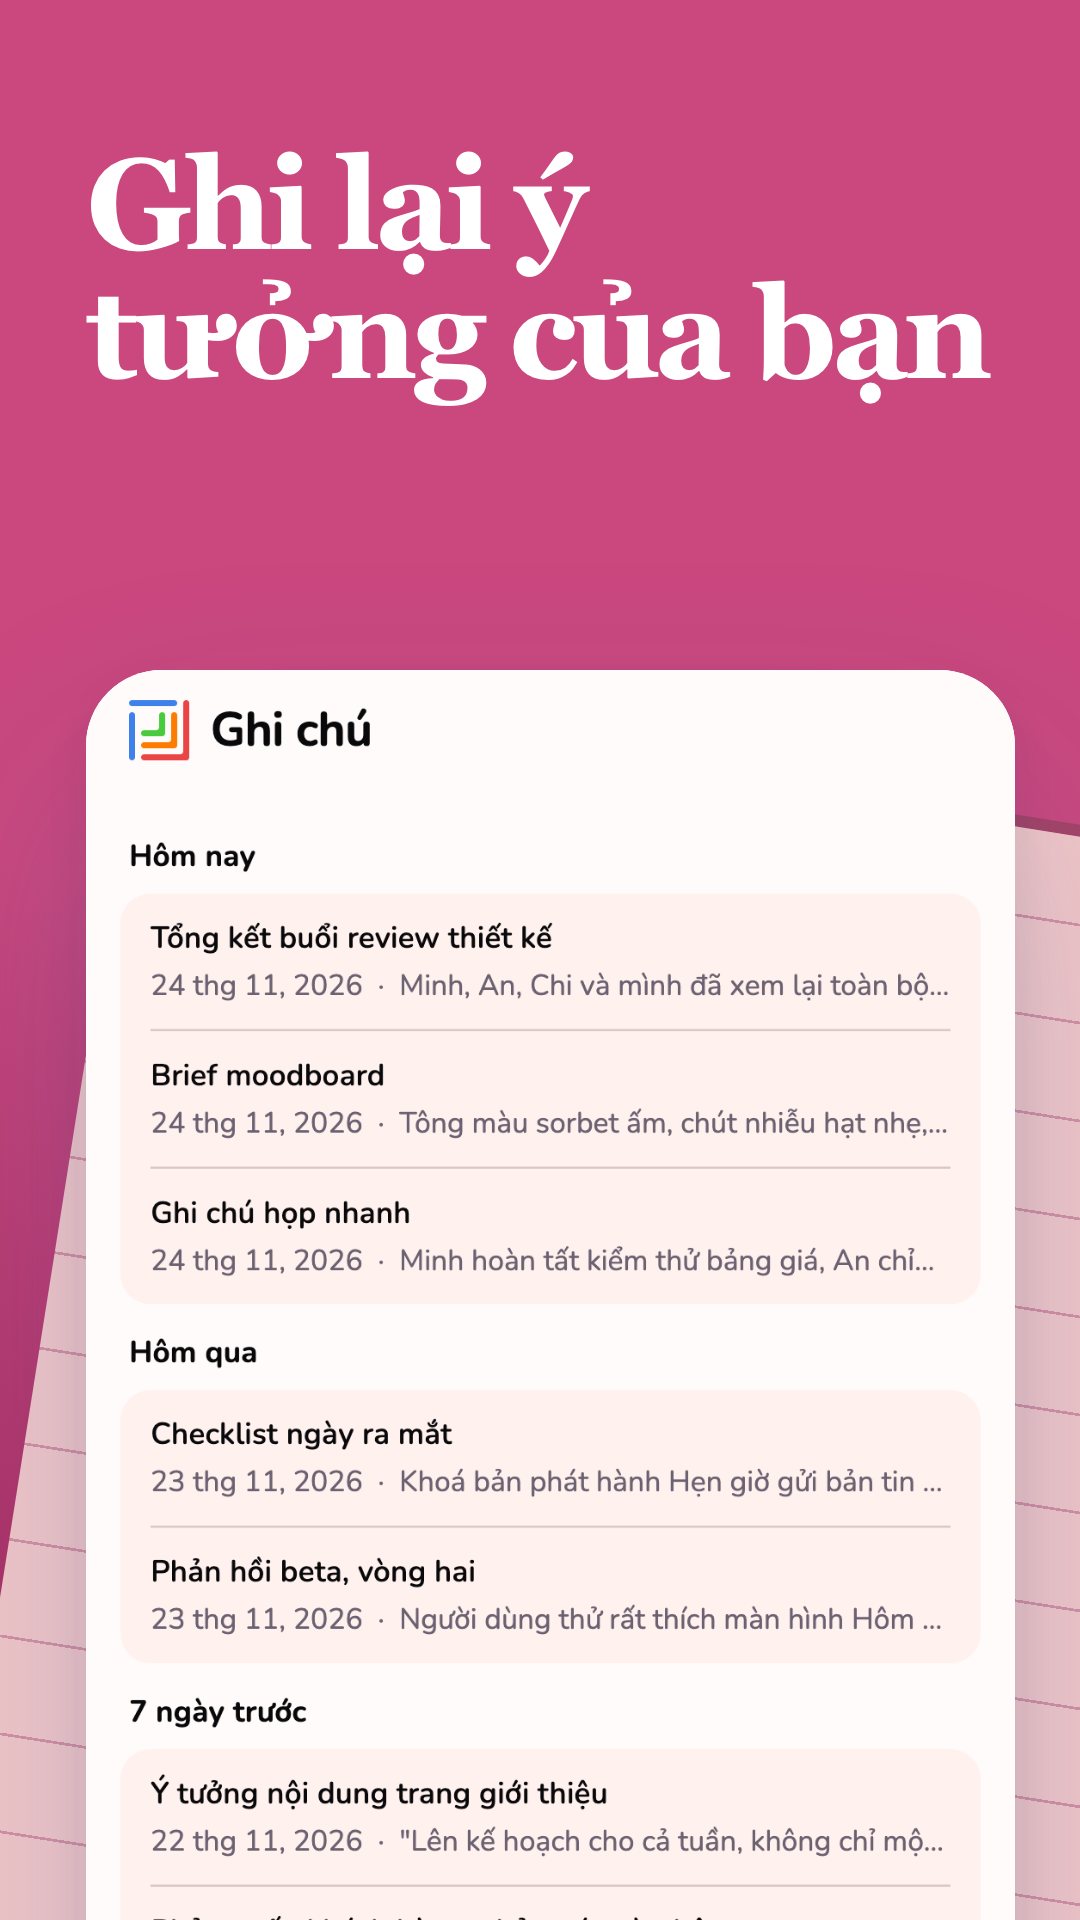 Ghi lại ý
tưởng của bạn
Ghi chú
Hôm nay
Tổng kết buổi review thiết kế
24 thg 11, 2026 · Minh, An, Chi và mình đã xem lại toàn bộ...
Brief moodboard
24 thg 11, 2026 · Tông màu sorbet ấm, chút nhiễu hạt nhẹ,...
Ghi chú họp nhanh
24 thg 11, 2026 · Minh hoàn tất kiểm thử bảng giá, An chỉ...
Hôm qua
Checklist ngày ra mắt
23 thg 11, 2026 · Khoá bản phát hành Hẹn giờ gửi bản tin ...
Phản hồi beta, vòng hai
23 thg 11, 2026 · Người dùng thử rất thích màn hình Hôm ...
7 ngày trước
Ý tưởng nội dung trang giới thiệu
22 thg 11, 2026 · "Lên kế hoạch cho cả tuần, không chỉ mộ...